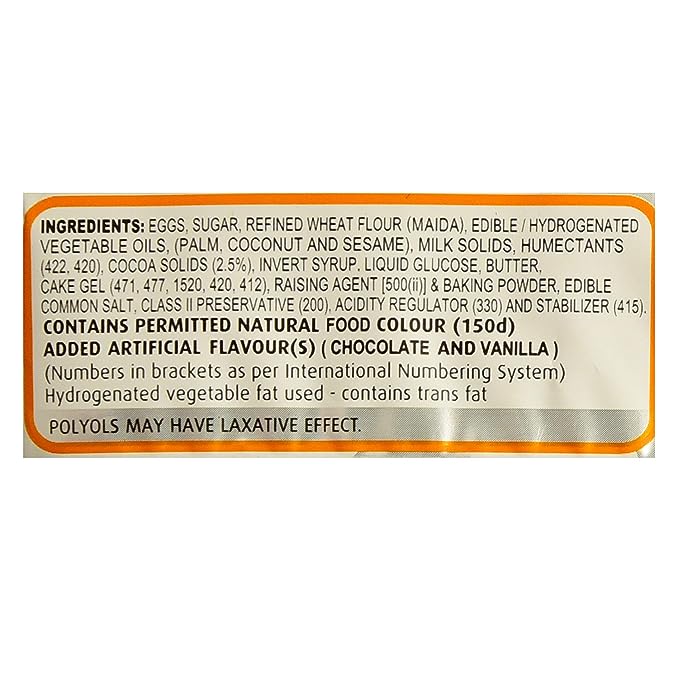 INGREDIENTS: EGGS, SUGAR, REFINED WHEAT FLOUR (MAIDA), EDIBLE / HYDROGENATED
VEGETABLE OILS, (PALM, COCONUT AND SESAME), MILK SOLIDS, HUMECTANTS
(422, 420), COCOA SOLIDS (2.5%), INVERT SYRUP, LIQUID GLUCOSE, BUTTER,
CAKE GEL (471, 477, 1520, 420, 412), RAISING AGENT [500(ii)] & BAKING POWDER, EDIBLE
COMMON SALT, CLASS II PRESERVATIVE (200), ACIDITY REGULATOR (330) AND STABILIZER (415).
CONTAINS PERMITTED NATURAL FOOD COLOUR (150d)
ADDED ARTIFICIAL FLAVOUR(S) ( CHOCOLATE AND VANILLA )
(Numbers in brackets as per International Numbering System)
Hydrogenated vegetable fat used - contains trans fat
POLYOLS MAY HAVE LAXATIVE EFFECT.